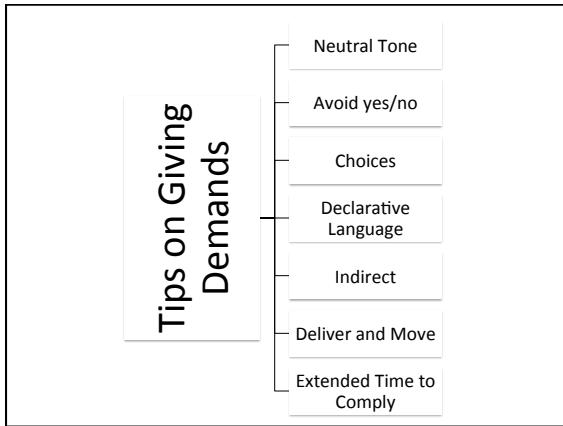 Tips on Giving
Demands
Neutral Tone
Avoid yes/no
Choices
Declarative
Language
Indirect
Deliver and Move
Extended Time to
Comply